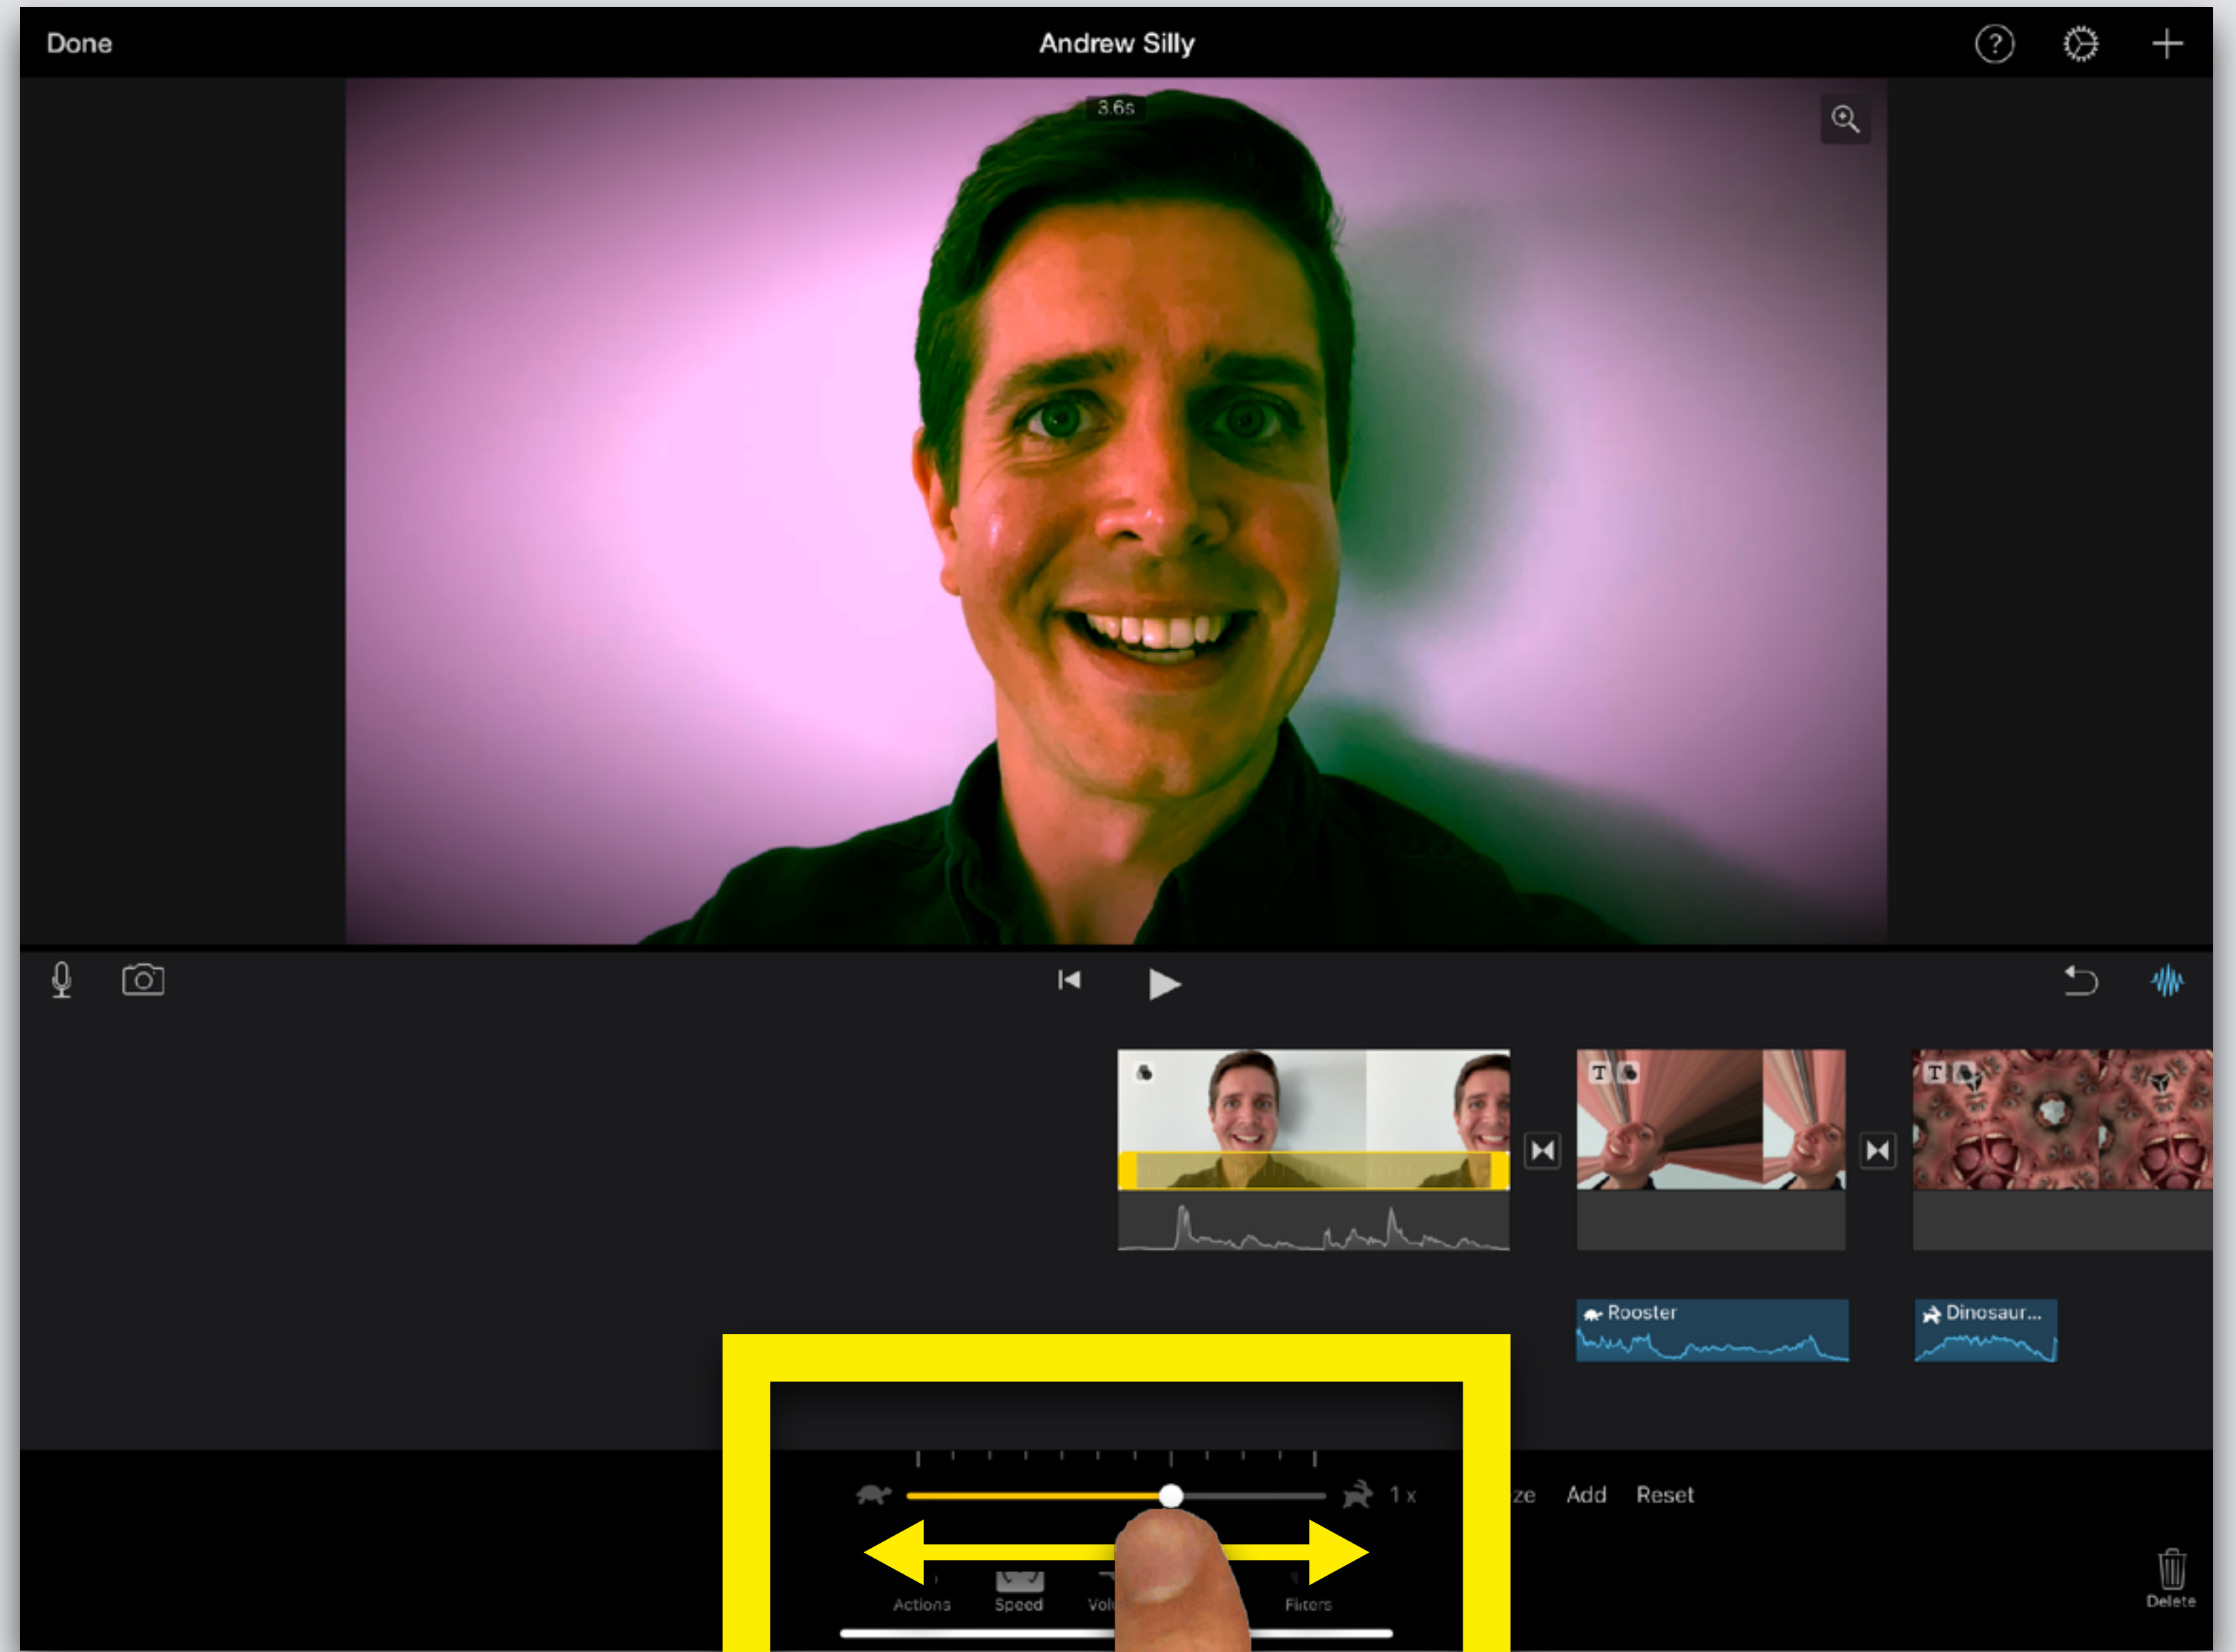 Done
Andrew Silly
?
3.6s
T
T
Rooster
Dinosaur...
1x
ze Add Reset
Actions Speed Filters
Delete